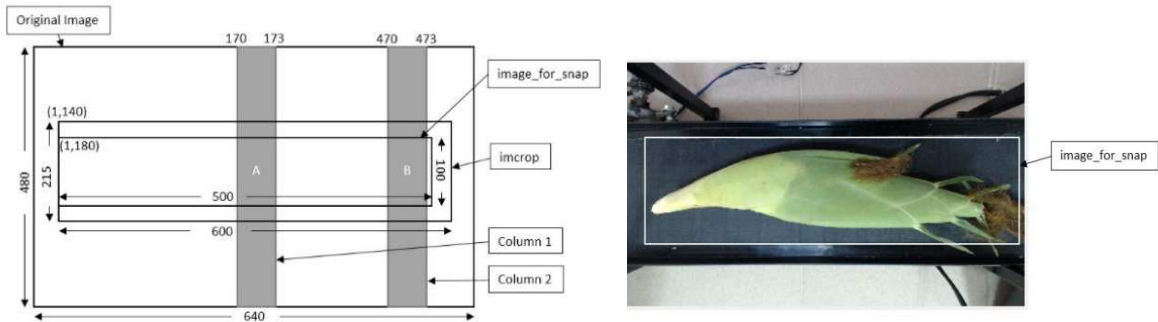 Original Image
170 173 470 473
image_for_snap
(1,140)
(1,180)
imcrop
A
B
480
215
100
500
600
Column 1
Column 2
640
image_for_snap